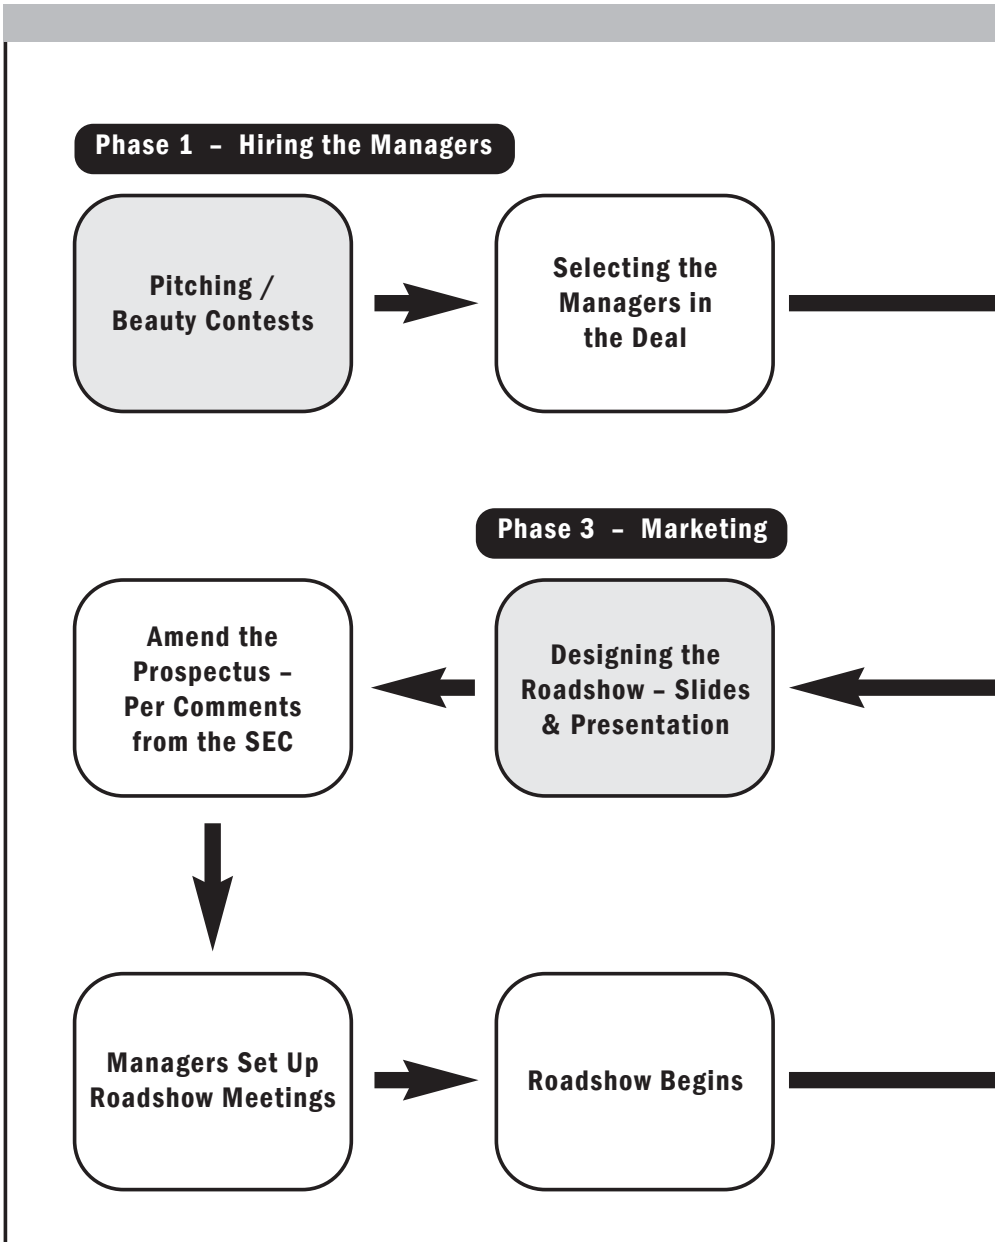 Phase 1 – Hiring the Managers
Pitching /
Beauty Contests
Selecting the
Managers in
the Deal
Phase 3 – Marketing
Designing the
Roadshow – Slides
& Presentation
Amend the
Prospectus –
Per Comments
from the SEC
Managers Set Up
Roadshow Meetings
Roadshow Begins